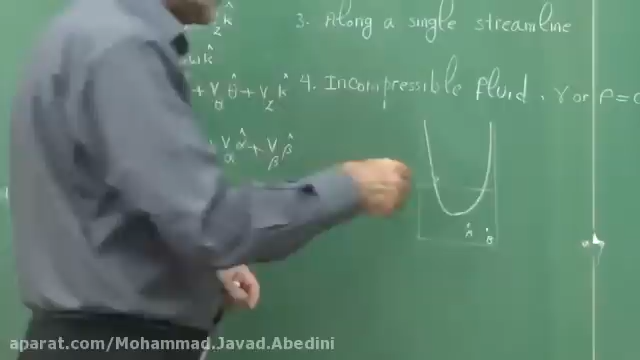 3. Along a single streamline
4. Incompressible fluid, γ or ρ =
+ V_θ θ̂ + V_z k̂
V_α α̂ + V_β β̂
aparat.com/Mohammad.Javad.Abedini